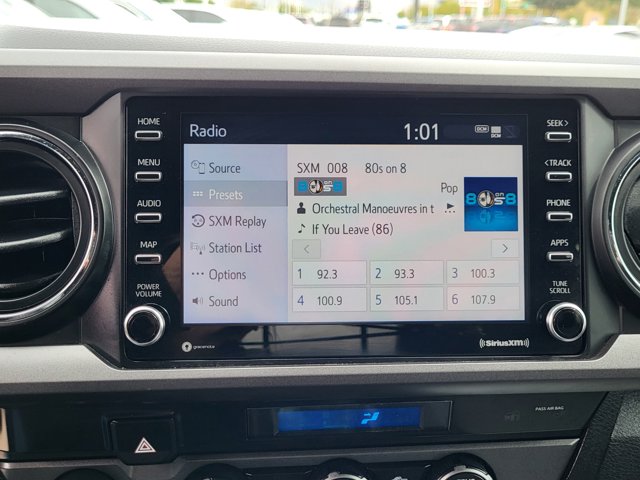 HOME
MENU
AUDIO
MAP
POWER
VOLUME
Radio
1:01
DCM
DCM
Source
Presets
SXM Replay
Station List
Options
Sound
SXM 008 80s on 8
Pop
Orchestral Manoeuvres in t
If You Leave (86)
1 92.3
2 93.3
3 100.3
4 100.9
5 105.1
6 107.9
SEEK >
< TRACK
PHONE
APPS
TUNE
SCROLL
gracenote
SiriusXM
PASS AIR BAG